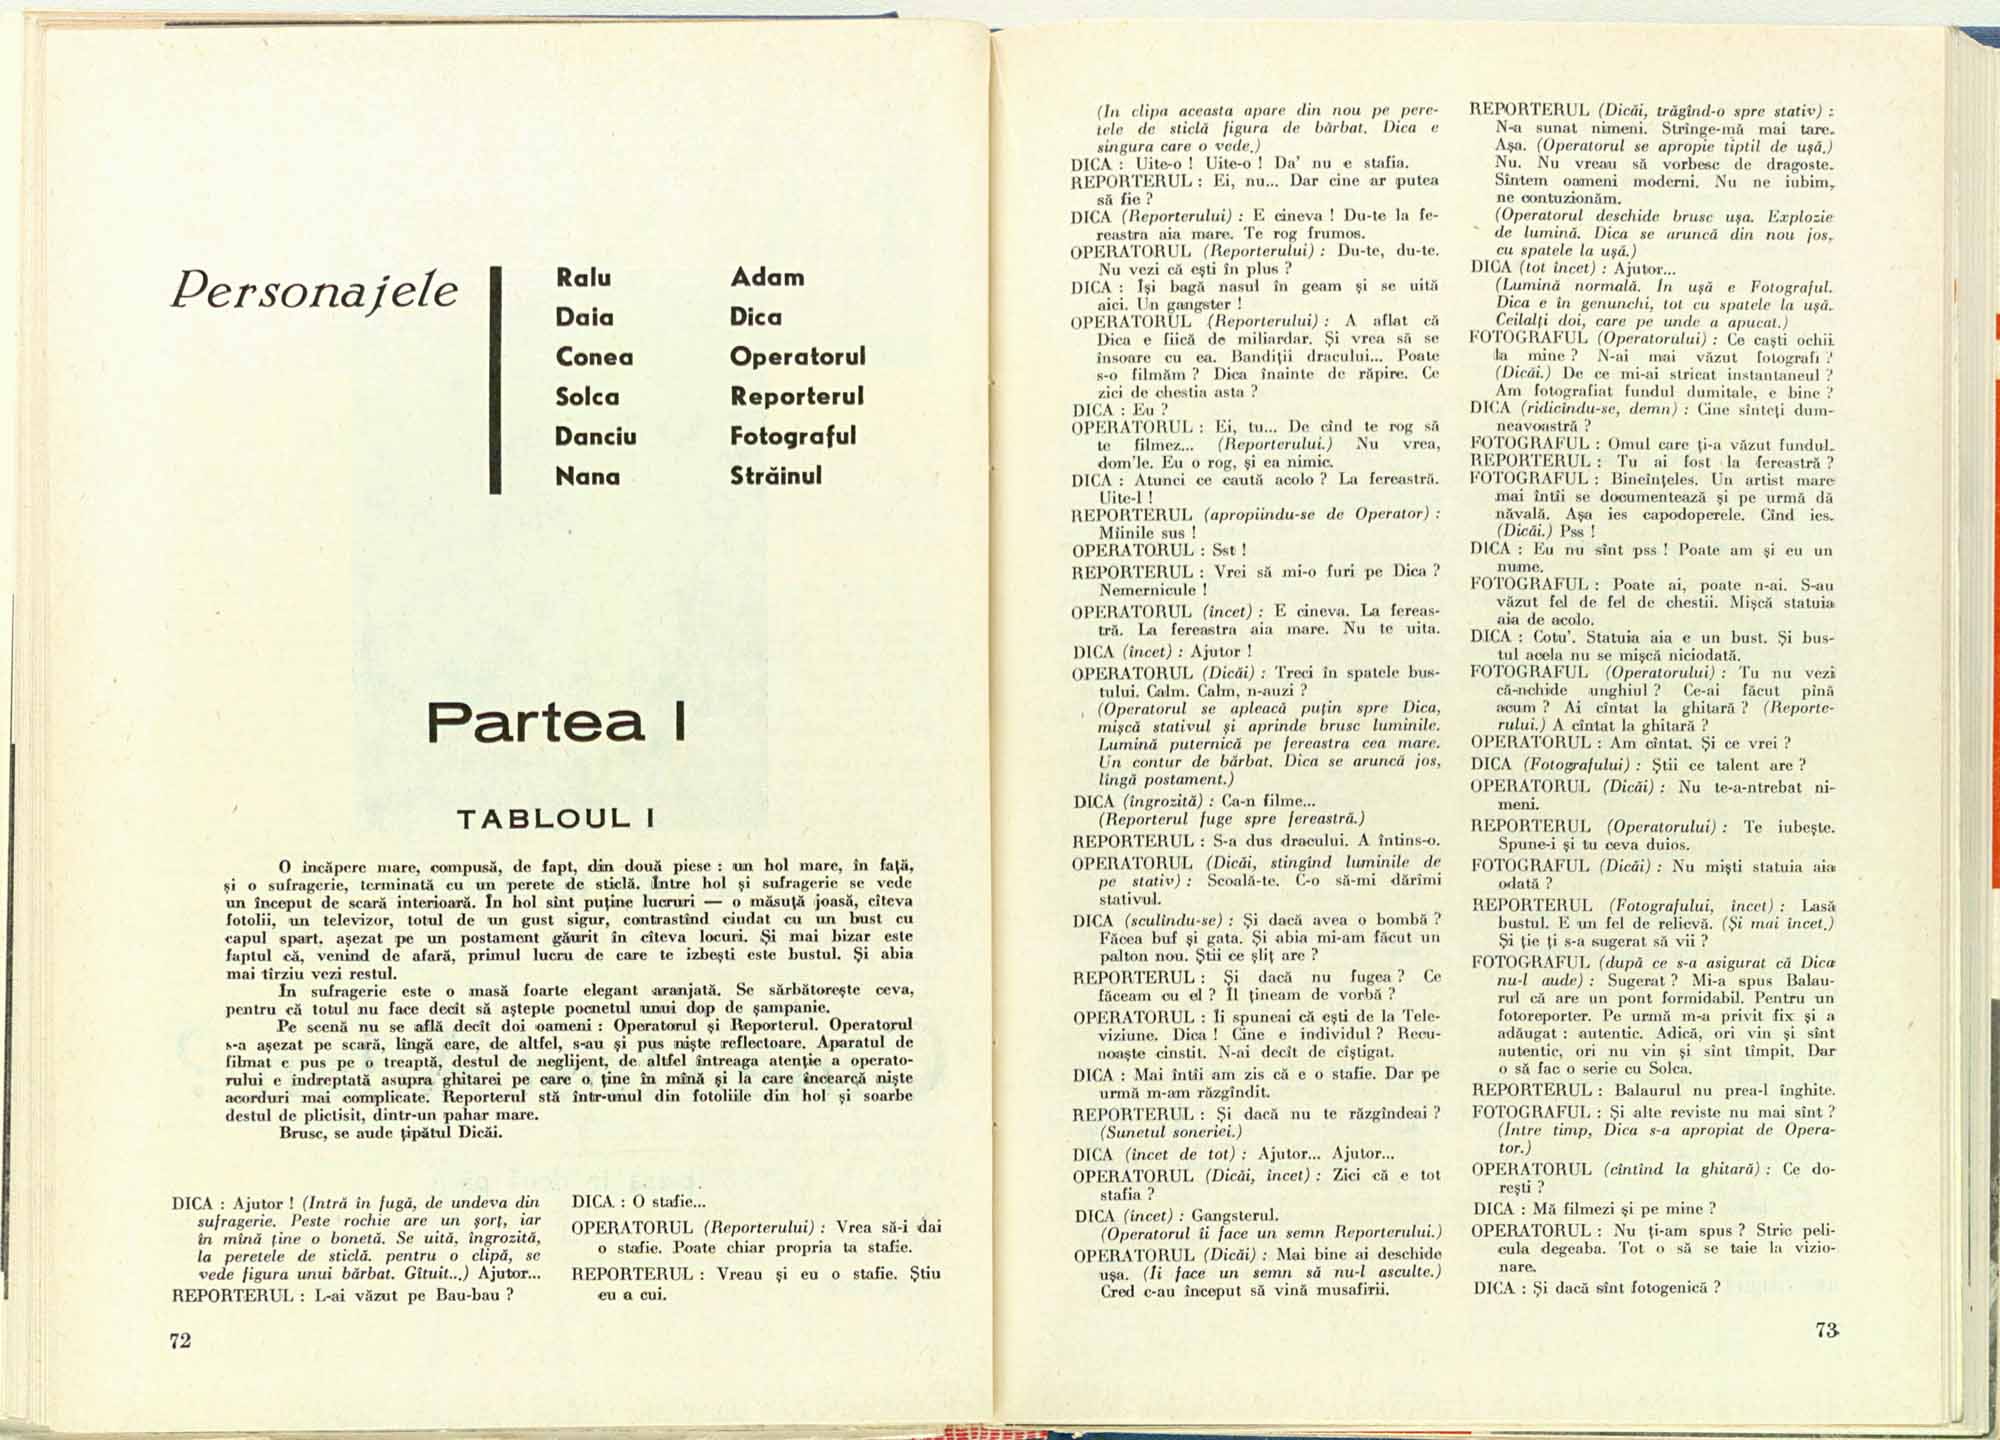 Personajele
Ralu
Daia
Conea
Solca
Danciu
Nana
Adam
Dica
Operatorul
Reporterul
Fotograful
Străinul
Partea I
TABLOUL I
O încăpere mare, compusă, de fapt, din două piese : un hol mare, în față,
și o sufragerie, terminată cu un perete de sticlă. Între hol și sufragerie se vede
un început de scară interioară. În hol sînt puține lucruri — o măsuță joasă, cîteva
fotolii, un televizor, totul de un gust sigur, contrastînd ciudat cu un bust cu
capul spart, așezat pe un postament găurit în cîteva locuri. Și mai bizar este
faptul că, venind de afară, primul lucru de care te izbești este bustul. Și abia
mai tîrziu vezi restul.
In sufragerie este o masă foarte elegant aranjată. Se sărbătorește ceva,
pentru că totul nu face decît să aștepte pocnetul unui dop de șampanie.
Pe scenă nu se află decît doi oameni : Operatorul și Reporterul. Operatorul
s-a așezat pe scară, lîngă care, de altfel, s-au și pus niște reflectoare. Aparatul de
filmat e pus pe o treaptă, destul de neglijent, de altfel întreaga atenție a operato-
rului e îndreptată asupra ghitarei pe care o ține în mînă și la care încearcă niște
acorduri mai complicate. Reporterul stă într-unul din fotoliile din hol și soarbe
destul de plictisit, dintr-un pahar mare.
Brusc, se aude țipătul Dicăi.
DICA : Ajutor ! (Intră în fugă, de undeva din
sufragerie. Peste rochie are un șorț, iar
în mînă ține o bonetă. Se uită, îngrozită,
la peretele de sticlă. pentru o clipă, se
vede figura unui bărbat. Gîtuit...) Ajutor...
REPORTERUL : L-ai văzut pe Bau-bau ?
DICA : O stafie...
OPERATORUL (Reporterului) : Vrea să-i dai
o stafie. Poate chiar propria ta stafie.
REPORTERUL : Vreau și eu o stafie. Știu
eu a cui.
72
(In clipa aceasta apare din nou pe pere-
tele de sticlă figura de bărbat. Dica e
singura care o vede.)
DICA : Uite-o ! Uite-o ! Da' nu e stafia.
REPORTERUL : Ei, nu... Dar cine ar putea
să fie ?
DICA (Reporterului) : E cineva ! Du-te la fe-
reastra aia mare. Te rog frumos.
OPERATORUL (Reporterului) : Du-te, du-te.
Nu vezi că ești în plus ?
DICA : Își bagă nasul în geam și se uită
aici. Un gangster !
OPERATORUL (Reporterului) : A aflat că
Dica e fiică de miliardar. Și vrea să se
însoare cu ea. Bandiții dracului... Poate
s-o filmăm ? Dica înainte de răpire. Ce
zici de chestia asta ?
DICA : Eu ?
OPERATORUL : Ei, tu... De cînd te rog să
te filmez... (Reporterului.) Nu vrea,
dom'le. Eu o rog, și ea nimic.
DICA : Atunci ce caută acolo ? La fereastră.
Uite-l !
REPORTERUL (apropiindu-se de Operator) :
Mîinile sus !
OPERATORUL : Sst !
REPORTERUL : Vrei să mi-o furi pe Dica ?
Nemernicule !
OPERATORUL (încet) : E cineva. La fereas-
tră. La fereastra aia mare. Nu te uita.
DICA (încet) : Ajutor !
OPERATORUL (Dicăi) : Treci în spatele bus-
tului. Calm. Calm, n-auzi ?
(Operatorul se apleacă puțin spre Dica,
mișcă stativul și aprinde brusc luminile.
Lumină puternică pe fereastra cea mare.
Un contur de bărbat. Dica se aruncă jos,
lîngă postament.)
DICA (îngrozită) : Ca-n filme...
(Reporterul fuge spre fereastră.)
REPORTERUL : S-a dus dracului. A întins-o.
OPERATORUL (Dicăi, stingînd luminile de
pe stativ) : Scoală-te. C-o să-mi dărîmi
stativul.
DICA (sculîndu-se) : Și dacă avea o bombă ?
Făcea buf și gata. Și abia mi-am făcut un
palton nou. Știi ce șliț are ?
REPORTERUL : Și dacă nu fugea ? Ce
făceam cu el ? Îl țineam de vorbă ?
OPERATORUL : Îi spuneai că ești de la Tele-
viziune. Dica ! Cine e individul ? Recu-
noaște cinstit. N-ai decît de cîștigat.
DICA : Mai întîi am zis că e o stafie. Dar pe
urmă m-am răzgîndit.
REPORTERUL : Și dacă nu te răzgîndeai ?
(Sunetul soneriei.)
DICA (încet de tot) : Ajutor... Ajutor...
OPERATORUL (Dicăi, încet) : Zici că e tot
stafia ?
DICA (încet) : Gangsterul.
(Operatorul îi face un semn Reporterului.)
OPERATORUL (Dicăi) : Mai bine ai deschide
ușa. (Ii face un semn să nu-l asculte.)
Cred c-au început să vină musafirii.
REPORTERUL (Dicăi, trăgînd-o spre stativ) :
N-a sunat nimeni. Strînge-mă mai tare.
Așa. (Operatorul se apropie tiptil de ușă.)
Nu. Nu vreau să vorbesc de dragoste.
Sîntem oameni moderni. Nu ne iubim,
ne contuzionăm.
(Operatorul deschide brusc ușa. Explozie
de lumină. Dica se aruncă din nou jos,
cu spatele la ușă.)
DICA (tot încet) : Ajutor...
(Lumină normală. In ușă e Fotograful.
Dica e în genunchi, tot cu spatele la ușă.
Ceilalți doi, care pe unde a apucat.)
FOTOGRAFUL (Operatorului) : Ce caști ochii
la mine ? N-ai mai văzut fotografi ?
(Dicăi.) De ce mi-ai stricat instantaneul ?
Am fotografiat fundul dumitale, e bine ?
DICA (ridicîndu-se, demn) : Cine sînteți dum-
neavoastră ?
FOTOGRAFUL : Omul care ți-a văzut fundul.
REPORTERUL : Tu ai fost la fereastră ?
FOTOGRAFUL : Bineînțeles. Un artist mare
mai întîi se documentează și pe urmă dă
năvală. Așa ies capodoperele. Cînd ies.
(Dicăi.) Pss !
DICA : Eu nu sînt pss ! Poate am și eu un
nume.
FOTOGRAFUL : Poate ai, poate n-ai. S-au
văzut fel de fel de chestii. Mișcă statuia
aia de acolo.
DICA : Cotu'. Statuia aia e un bust. Și bus-
tul acela nu se mișcă niciodată.
FOTOGRAFUL (Operatorului) : Tu nu vezi
că-nchide unghiul ? Ce-ai făcut pînă
acum ? Ai cîntat la ghitară ? (Reporte-
rului.) A cîntat la ghitară ?
OPERATORUL : Am cîntat. Și ce vrei ?
DICA (Fotografului) : Știi ce talent are ?
OPERATORUL (Dicăi) : Nu te-a-ntrebat ni-
meni.
REPORTERUL (Operatorului) : Te iubește.
Spune-i și tu ceva duios.
FOTOGRAFUL (Dicăi) : Nu miști statuia aia
odată ?
REPORTERUL (Fotografului, încet) : Lasă
bustul. E un fel de relicvă. (Și mai încet.)
Și ție ți s-a sugerat să vii ?
FOTOGRAFUL (după ce s-a asigurat că Dica
nu-l aude) : Sugerat ? Mi-a spus Balau-
rul că are un pont formidabil. Pentru un
fotoreporter. Pe urmă m-a privit fix și a
adăugat : autentic. Adică, ori vin și sînt
autentic, ori nu vin și sînt tîmpit. Dar
o să fac o serie cu Solca.
REPORTERUL : Balaurul nu prea-l înghite.
FOTOGRAFUL : Și alte reviste nu mai sînt ?
(Intre timp, Dica s-a apropiat de Opera-
tor.)
OPERATORUL (cîntînd la ghitară) : Ce do-
rești ?
DICA : Mă filmezi și pe mine ?
OPERATORUL : Nu ți-am spus ? Stric peli-
cula degeaba. Tot o să se taie la vizio-
nare.
DICA : Și dacă sînt fotogenică ?
73